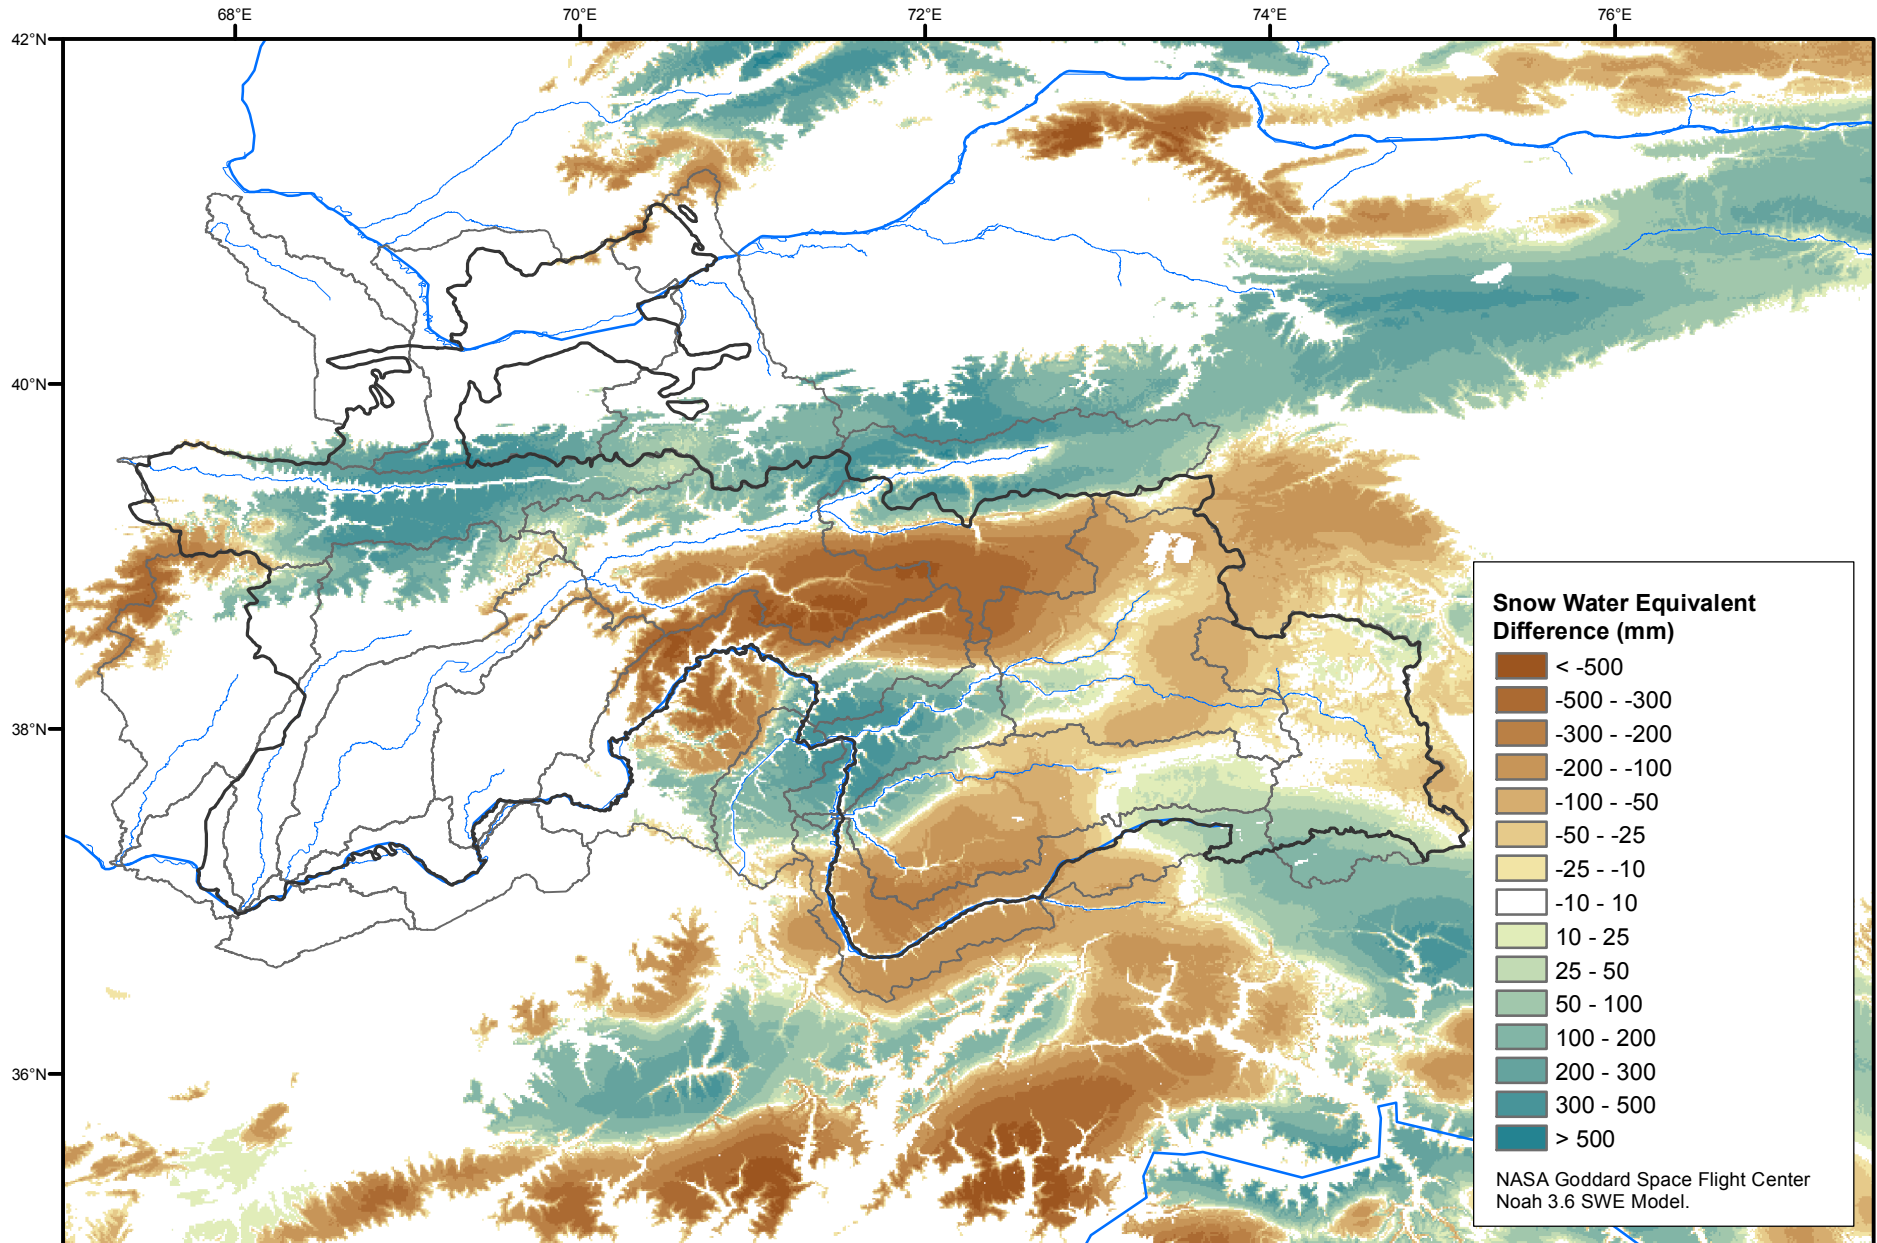 68°E 70°E 72°E 74°E 76°E
42°N
40°N
38°N
36°N
Snow Water Equivalent
Difference (mm)
< -500
-500 - -300
-300 - -200
-200 - -100
-100 - -50
-50 - -25
-25 - -10
-10 - 10
10 - 25
25 - 50
50 - 100
100 - 200
200 - 300
300 - 500
> 500
NASA Goddard Space Flight Center
Noah 3.6 SWE Model.